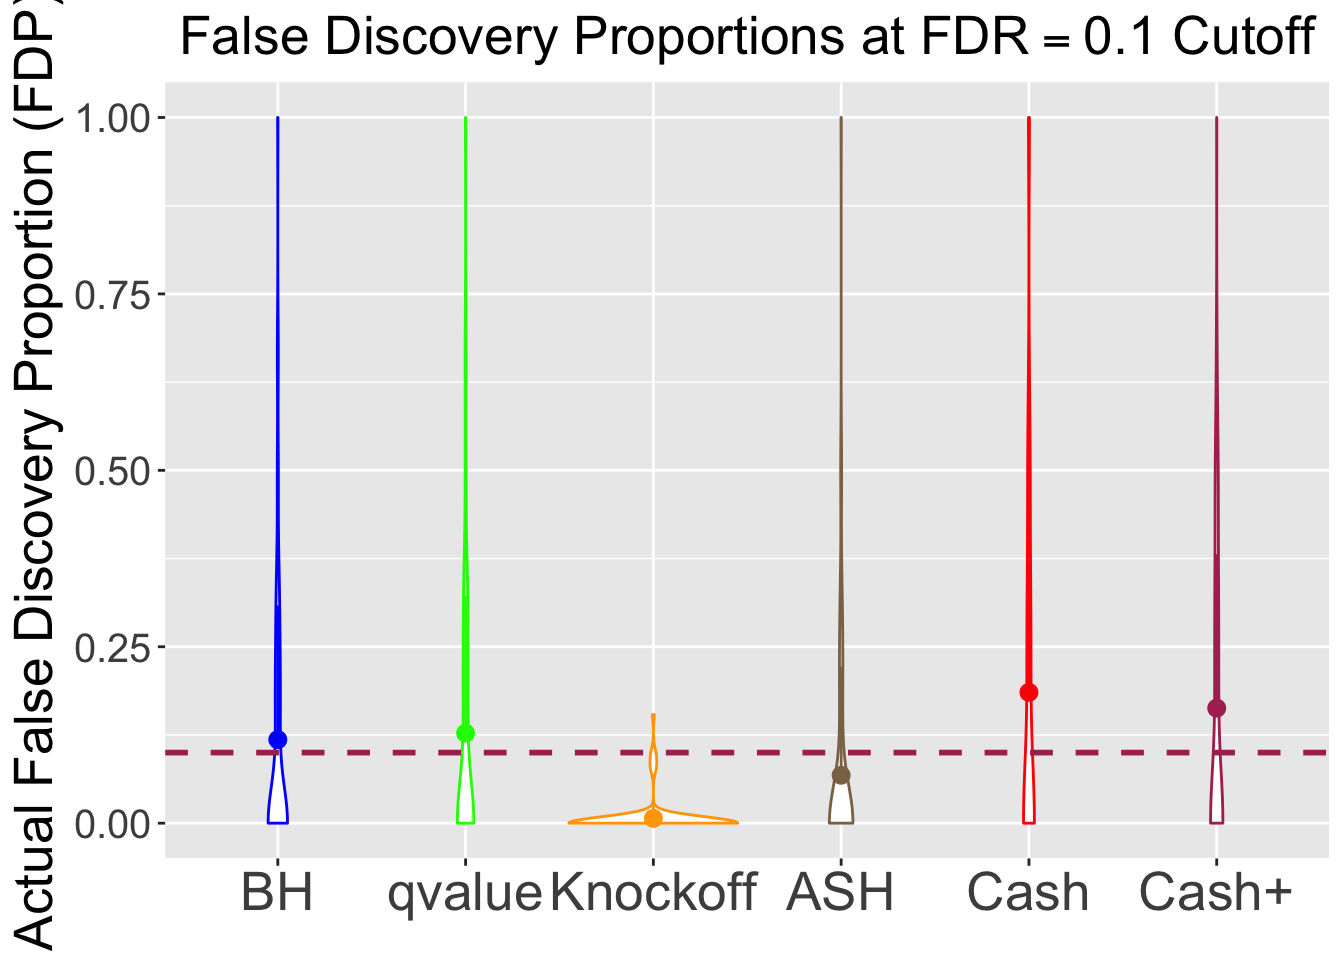 False Discovery Proportions at FDR = 0.1 Cutoff
Actual False Discovery Proportion (FDP)
1.00
0.75
0.50
0.25
0.00
BH
qvalue
Knockoff
ASH
Cash
Cash+